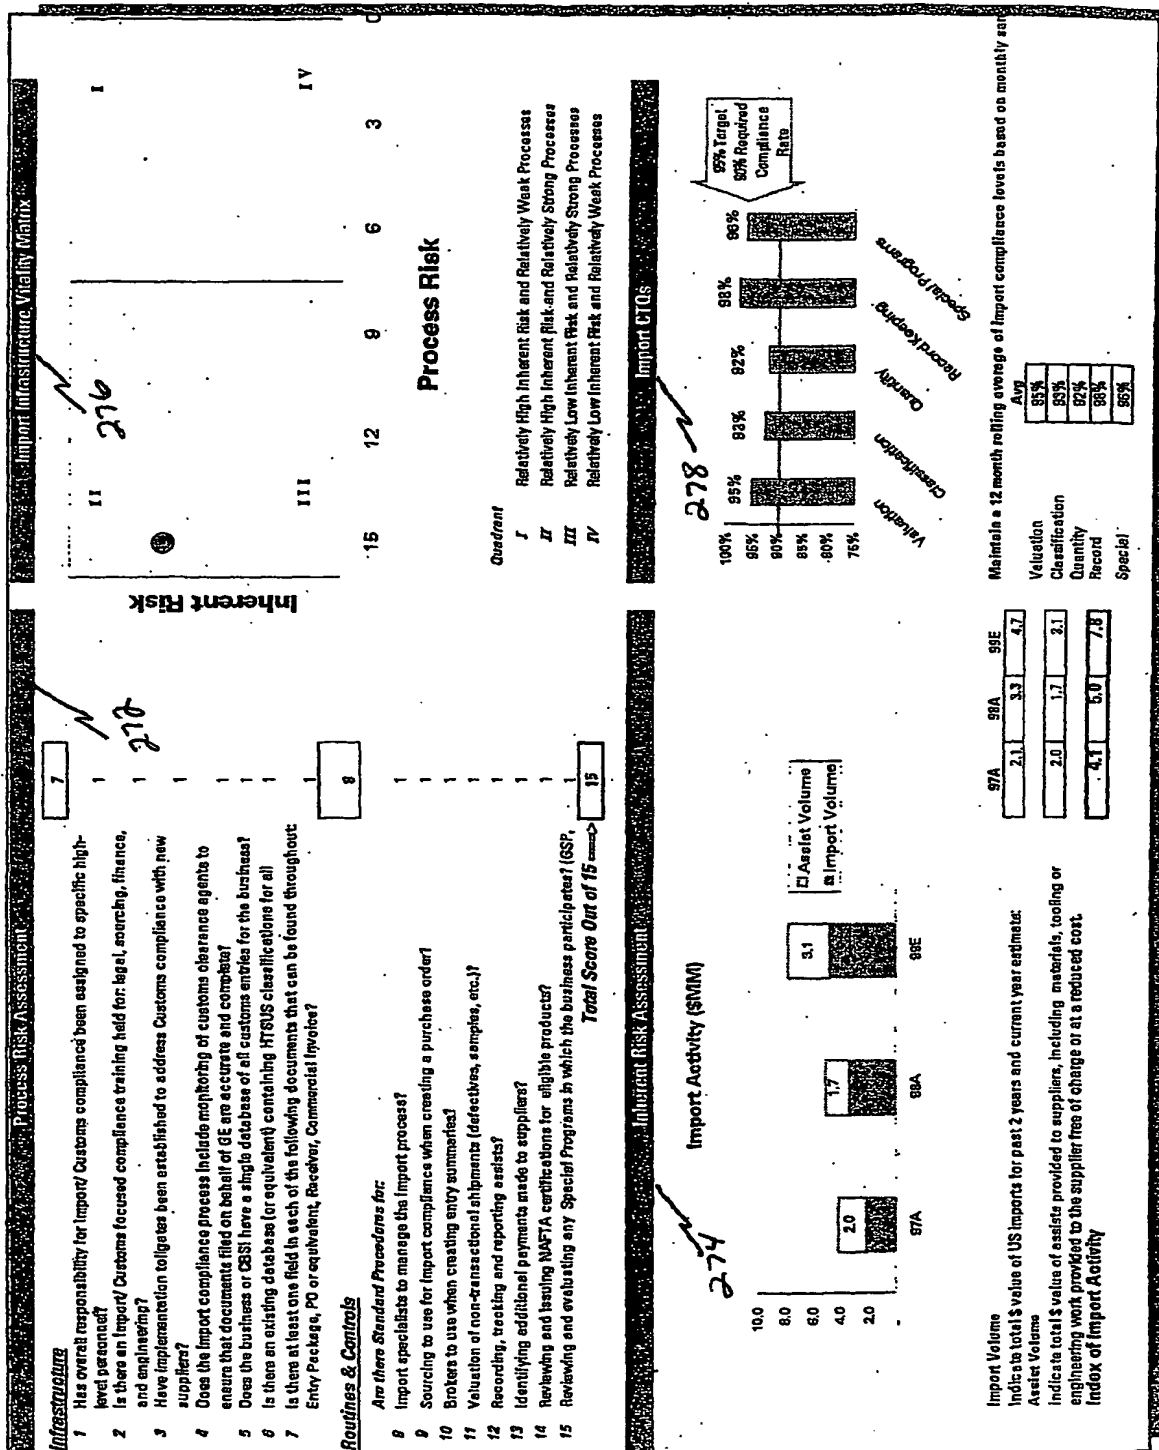 Process Risk Assessment
272
Infrastructure
7
1 Has overall responsibility for Import/ Customs compliance been assigned to specific high-
level personnel? 1
2 Is there an Import/ Customs focused compliance training held for: legal, sourcing, finance,
and engineering? 1
3 Have implementation tollgates been established to address Customs compliance with new
suppliers? 1
4 Does the Import compliance process include monitoring of customs clearance agents to
ensure that documents filed on behalf of GE are accurate and complete? 1
5 Does the business or CBSI have a single database of all customs entries for the business? 1
6 Is there an existing database (or equivalent) containing HTSUS classifications for all 1
7 Is there at least one field in each of the following documents that can be found throughout:
Entry Package, PO or equivalent, Receiver, Commercial Invoice? 1
Routines & Controls
8
Are there Standard Procedures for:
8 Import specialists to manage the Import process? 1
9 Sourcing to use for Import compliance when creating a purchase order? 1
10 Brokers to use when creating entry summaries? 1
11 Valuation of non-transactional shipments (defectives, samples, etc.)? 1
12 Recording, tracking and reporting assists? 1
13 Identifying additional payments made to suppliers? 1
14 Reviewing and issuing NAFTA certifications for eligible products? 1
15 Reviewing and evaluating any Special Programs in which the business participates? (GSP, 1
Total Score Out of 15 ===> 15
Import Infrastructure, Vitality Matrix
276
II
I
III
IV
Inherent Risk
15 12 9 6 3 0
Process Risk
Quadrant
I Relatively High Inherent Risk and Relatively Weak Processes
II Relatively High Inherent Risk and Relatively Strong Processes
III Relatively Low Inherent Risk and Relatively Strong Processes
IV Relatively Low Inherent Risk and Relatively Weak Processes
Inherent Risk Assessment
274
Import Activity ($MM)
10.0
8.0
6.0
4.0
2.0
-
2.0
1.7
3.1
97A 98A 99E
Assist Volume
Import Volume
97A 98A 99E
Import Volume
Indicate total $ value of US Imports for past 2 years and current year estimate: 2.1 3.3 4.7
Assist Volume
Indicate total $ value of assists provided to suppliers, including materials, tooling or 2.0 1.7 3.1
engineering work provided to the supplier free of charge or at a reduced cost.
Index of Import Activity 4.1 5.0 7.8
Import CTQs
278
100%
95%
90%
85%
80%
75%
95% 93% 92% 98% 96%
Valuation
Classification
Quantity
Record Keeping
Special Programs
95% Target
90% Required
Compliance
Rate
Maintain a 12 month rolling average of Import compliance levels based on monthly
Avg
Valuation 95%
Classification 93%
Quantity 92%
Record 98%
Special 96%